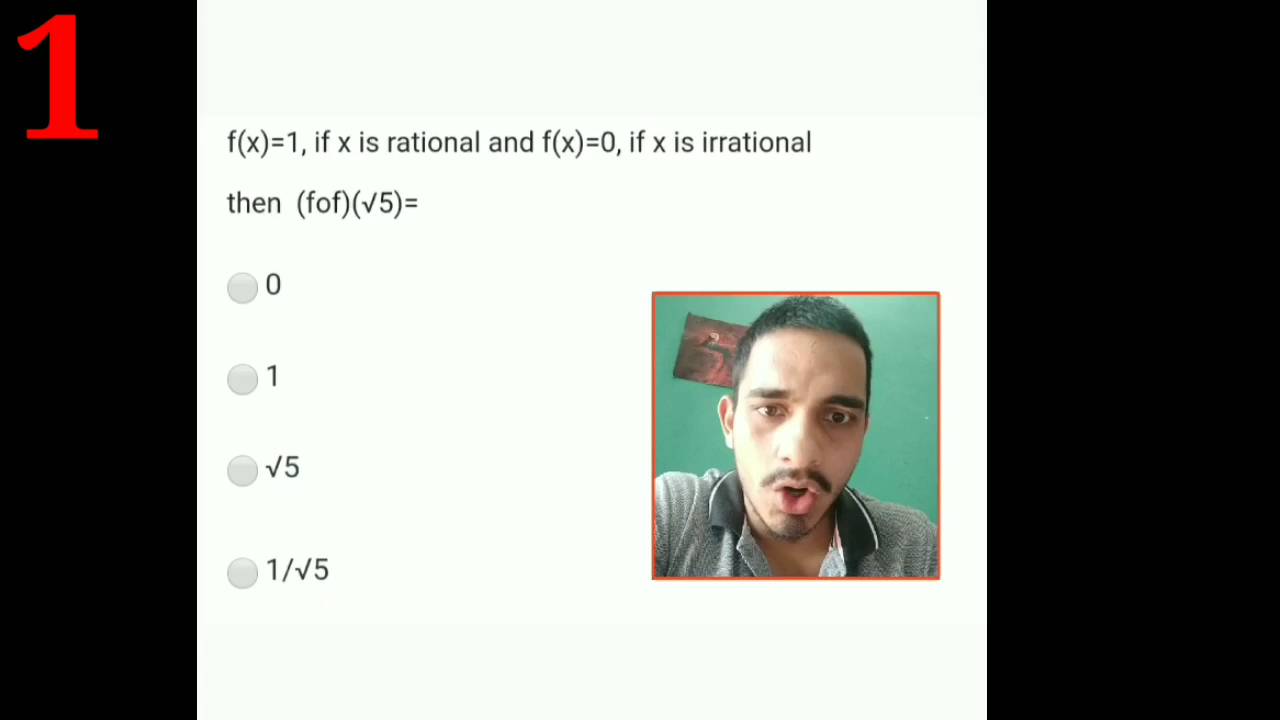 1
f(x)=1, if x is rational and f(x)=0, if x is irrational
then (fof)(√5)=
0
1
√5
1/√5